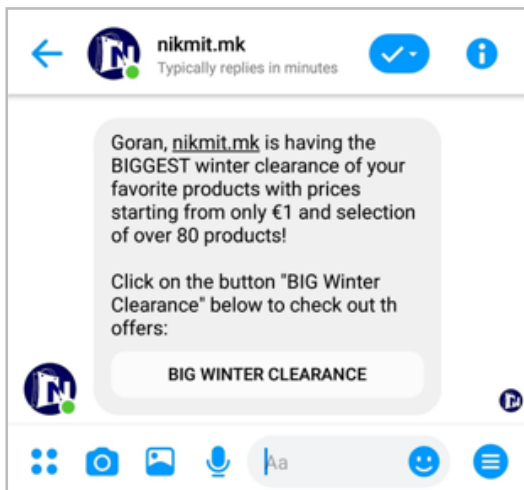 nikmit.mk
Typically replies in minutes
Goran, nikmit.mk is having the
BIGGEST winter clearance of your
favorite products with prices
starting from only €1 and selection
of over 80 products!
Click on the button "BIG Winter
Clearance" below to check out th
offers:
BIG WINTER CLEARANCE
Aa